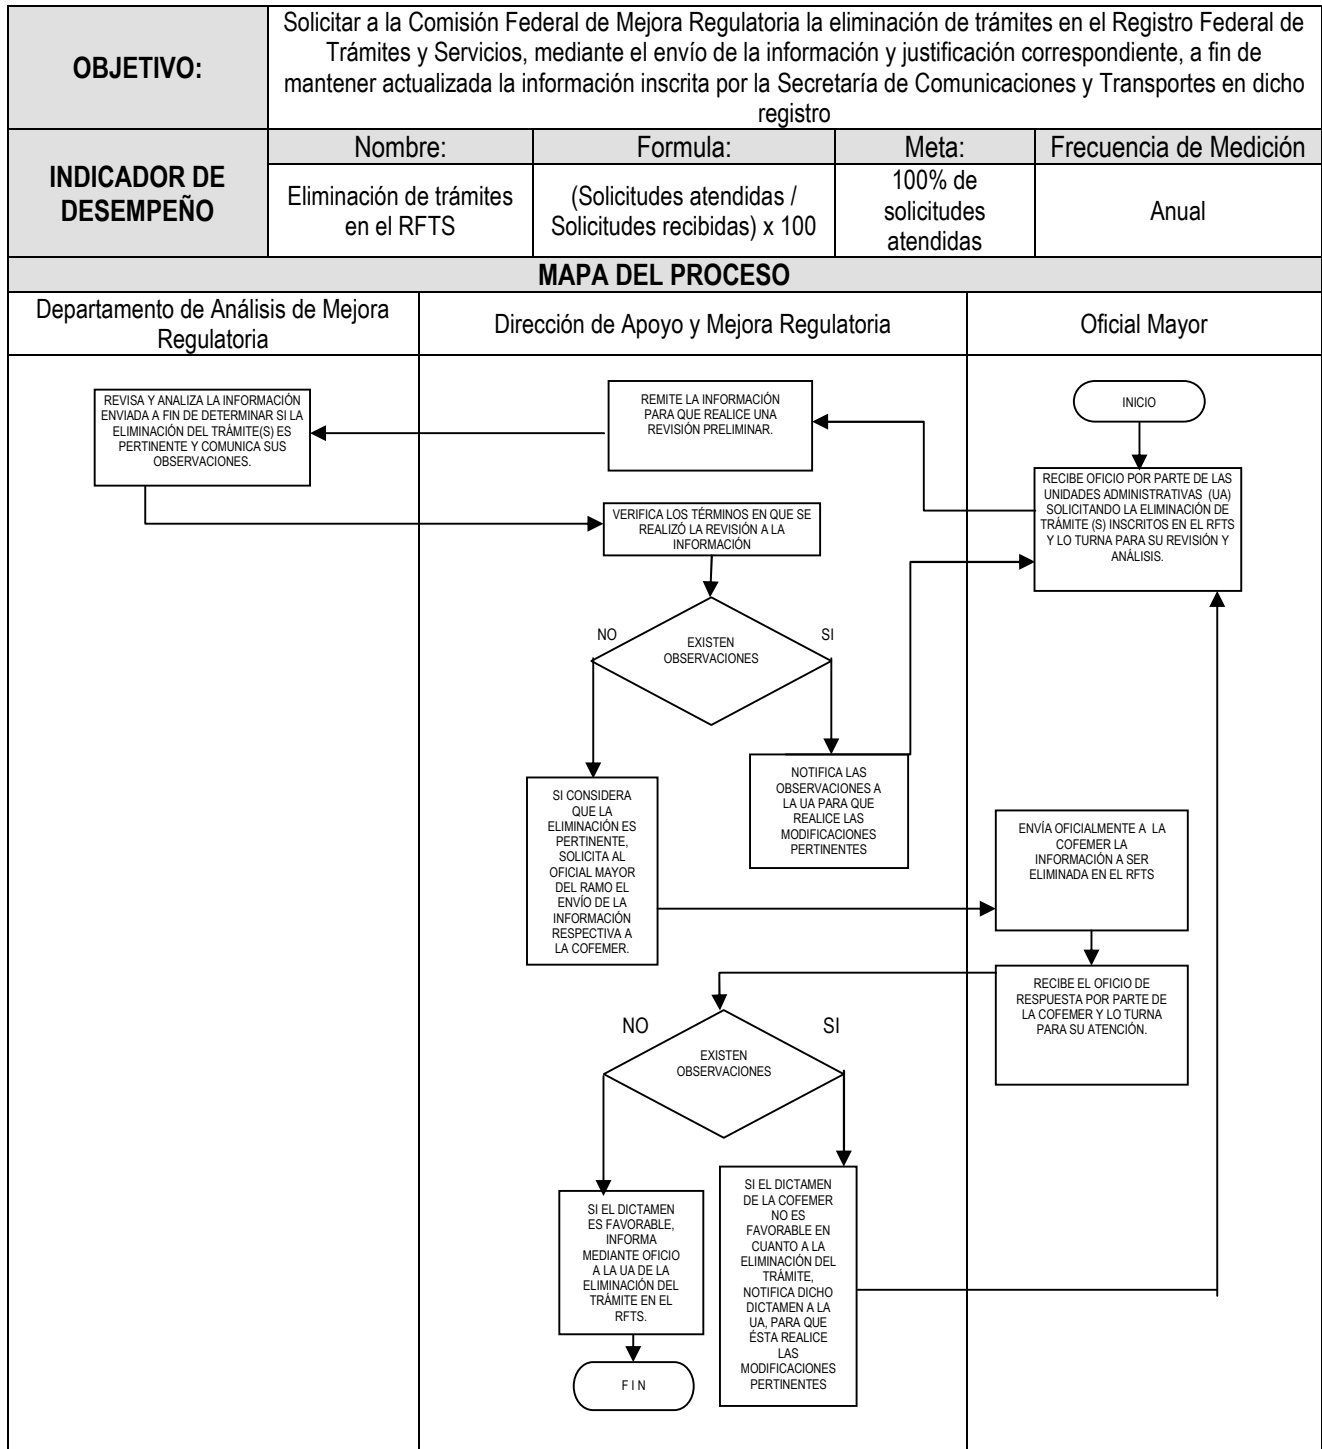 OBJETIVO:
Solicitar a la Comisión Federal de Mejora Regulatoria la eliminación de trámites en el Registro Federal de
Trámites y Servicios, mediante el envío de la información y justificación correspondiente, a fin de
mantener actualizada la información inscrita por la Secretaría de Comunicaciones y Transportes en dicho
registro
INDICADOR DE
DESEMPEÑO
Nombre:
Formula:
Meta:
Frecuencia de Medición
Eliminación de trámites
en el RFTS
(Solicitudes atendidas /
Solicitudes recibidas) x 100
100% de
solicitudes
atendidas
Anual
MAPA DEL PROCESO
Departamento de Análisis de Mejora
Regulatoria
Dirección de Apoyo y Mejora Regulatoria
Oficial Mayor
INICIO
RECIBE OFICIO POR PARTE DE LAS
UNIDADES ADMINISTRATIVAS (UA)
SOLICITANDO LA ELIMINACIÓN DE
TRÁMITE (S) INSCRITOS EN EL RFTS
Y LO TURNA PARA SU REVISIÓN Y
ANÁLISIS.
REMITE LA INFORMACIÓN
PARA QUE REALICE UNA
REVISIÓN PRELIMINAR.
REVISA Y ANALIZA LA INFORMACIÓN
ENVIADA A FIN DE DETERMINAR SI LA
ELIMINACIÓN DEL TRÁMITE(S) ES
PERTINENTE Y COMUNICA SUS
OBSERVACIONES.
VERIFICA LOS TÉRMINOS EN QUE SE
REALIZÓ LA REVISIÓN A LA
INFORMACIÓN
NO
SI
EXISTEN
OBSERVACIONES
NOTIFICA LAS
OBSERVACIONES A
LA UA PARA QUE
REALICE LAS
MODIFICACIONES
PERTINENTES
SI CONSIDERA
QUE LA
ELIMINACIÓN ES
PERTINENTE,
SOLICITA AL
OFICIAL MAYOR
DEL RAMO EL
ENVÍO DE LA
INFORMACIÓN
RESPECTIVA A
LA COFEMER.
ENVÍA OFICIALMENTE A LA
COFEMER LA
INFORMACIÓN A SER
ELIMINADA EN EL RFTS
RECIBE EL OFICIO DE
RESPUESTA POR PARTE DE
LA COFEMER Y LO TURNA
PARA SU ATENCIÓN.
NO
SI
EXISTEN
OBSERVACIONES
SI EL DICTAMEN
ES FAVORABLE,
INFORMA
MEDIANTE OFICIO
A LA UA DE LA
ELIMINACIÓN DEL
TRÁMITE EN EL
RFTS.
SI EL DICTAMEN
DE LA COFEMER
NO ES
FAVORABLE EN
CUANTO A LA
ELIMINACIÓN DEL
TRÁMITE,
NOTIFICA DICHO
DICTAMEN A LA
UA, PARA QUE
ÉSTA REALICE
LAS
MODIFICACIONES
PERTINENTES
F I N